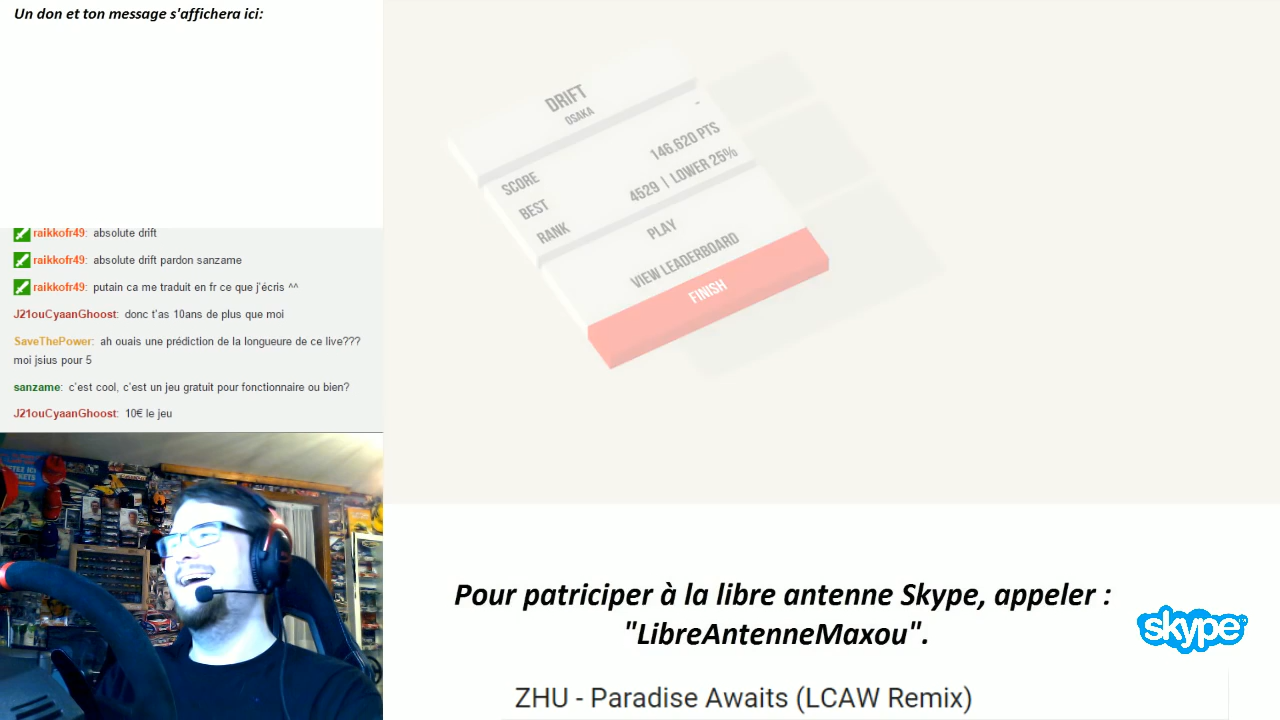 Un don et ton message s'affichera ici:
raikkofr49: absolute drift
raikkofr49: absolute drift pardon sanzame
raikkofr49: putain ca me traduit en fr ce que j'écris ^^
J21ouCyaanGhoost: donc t'as 10ans de plus que moi
SaveThePower: ah ouais une prédiction de la longueure de ce live???
moi jsius pour 5
sanzame: c'est cool, c'est un jeu gratuit pour fonctionnaire ou bien?
J21ouCyaanGhoost: 10€ le jeu
DRIFT
OSAKA
SCORE -
BEST 146,620 PTS
RANK 4529 | LOWER 25%
PLAY
VIEW LEADERBOARD
FINISH
Pour patriciper à la libre antenne Skype, appeler :
"LibreAntenneMaxou".
skype
ZHU - Paradise Awaits (LCAW Remix)